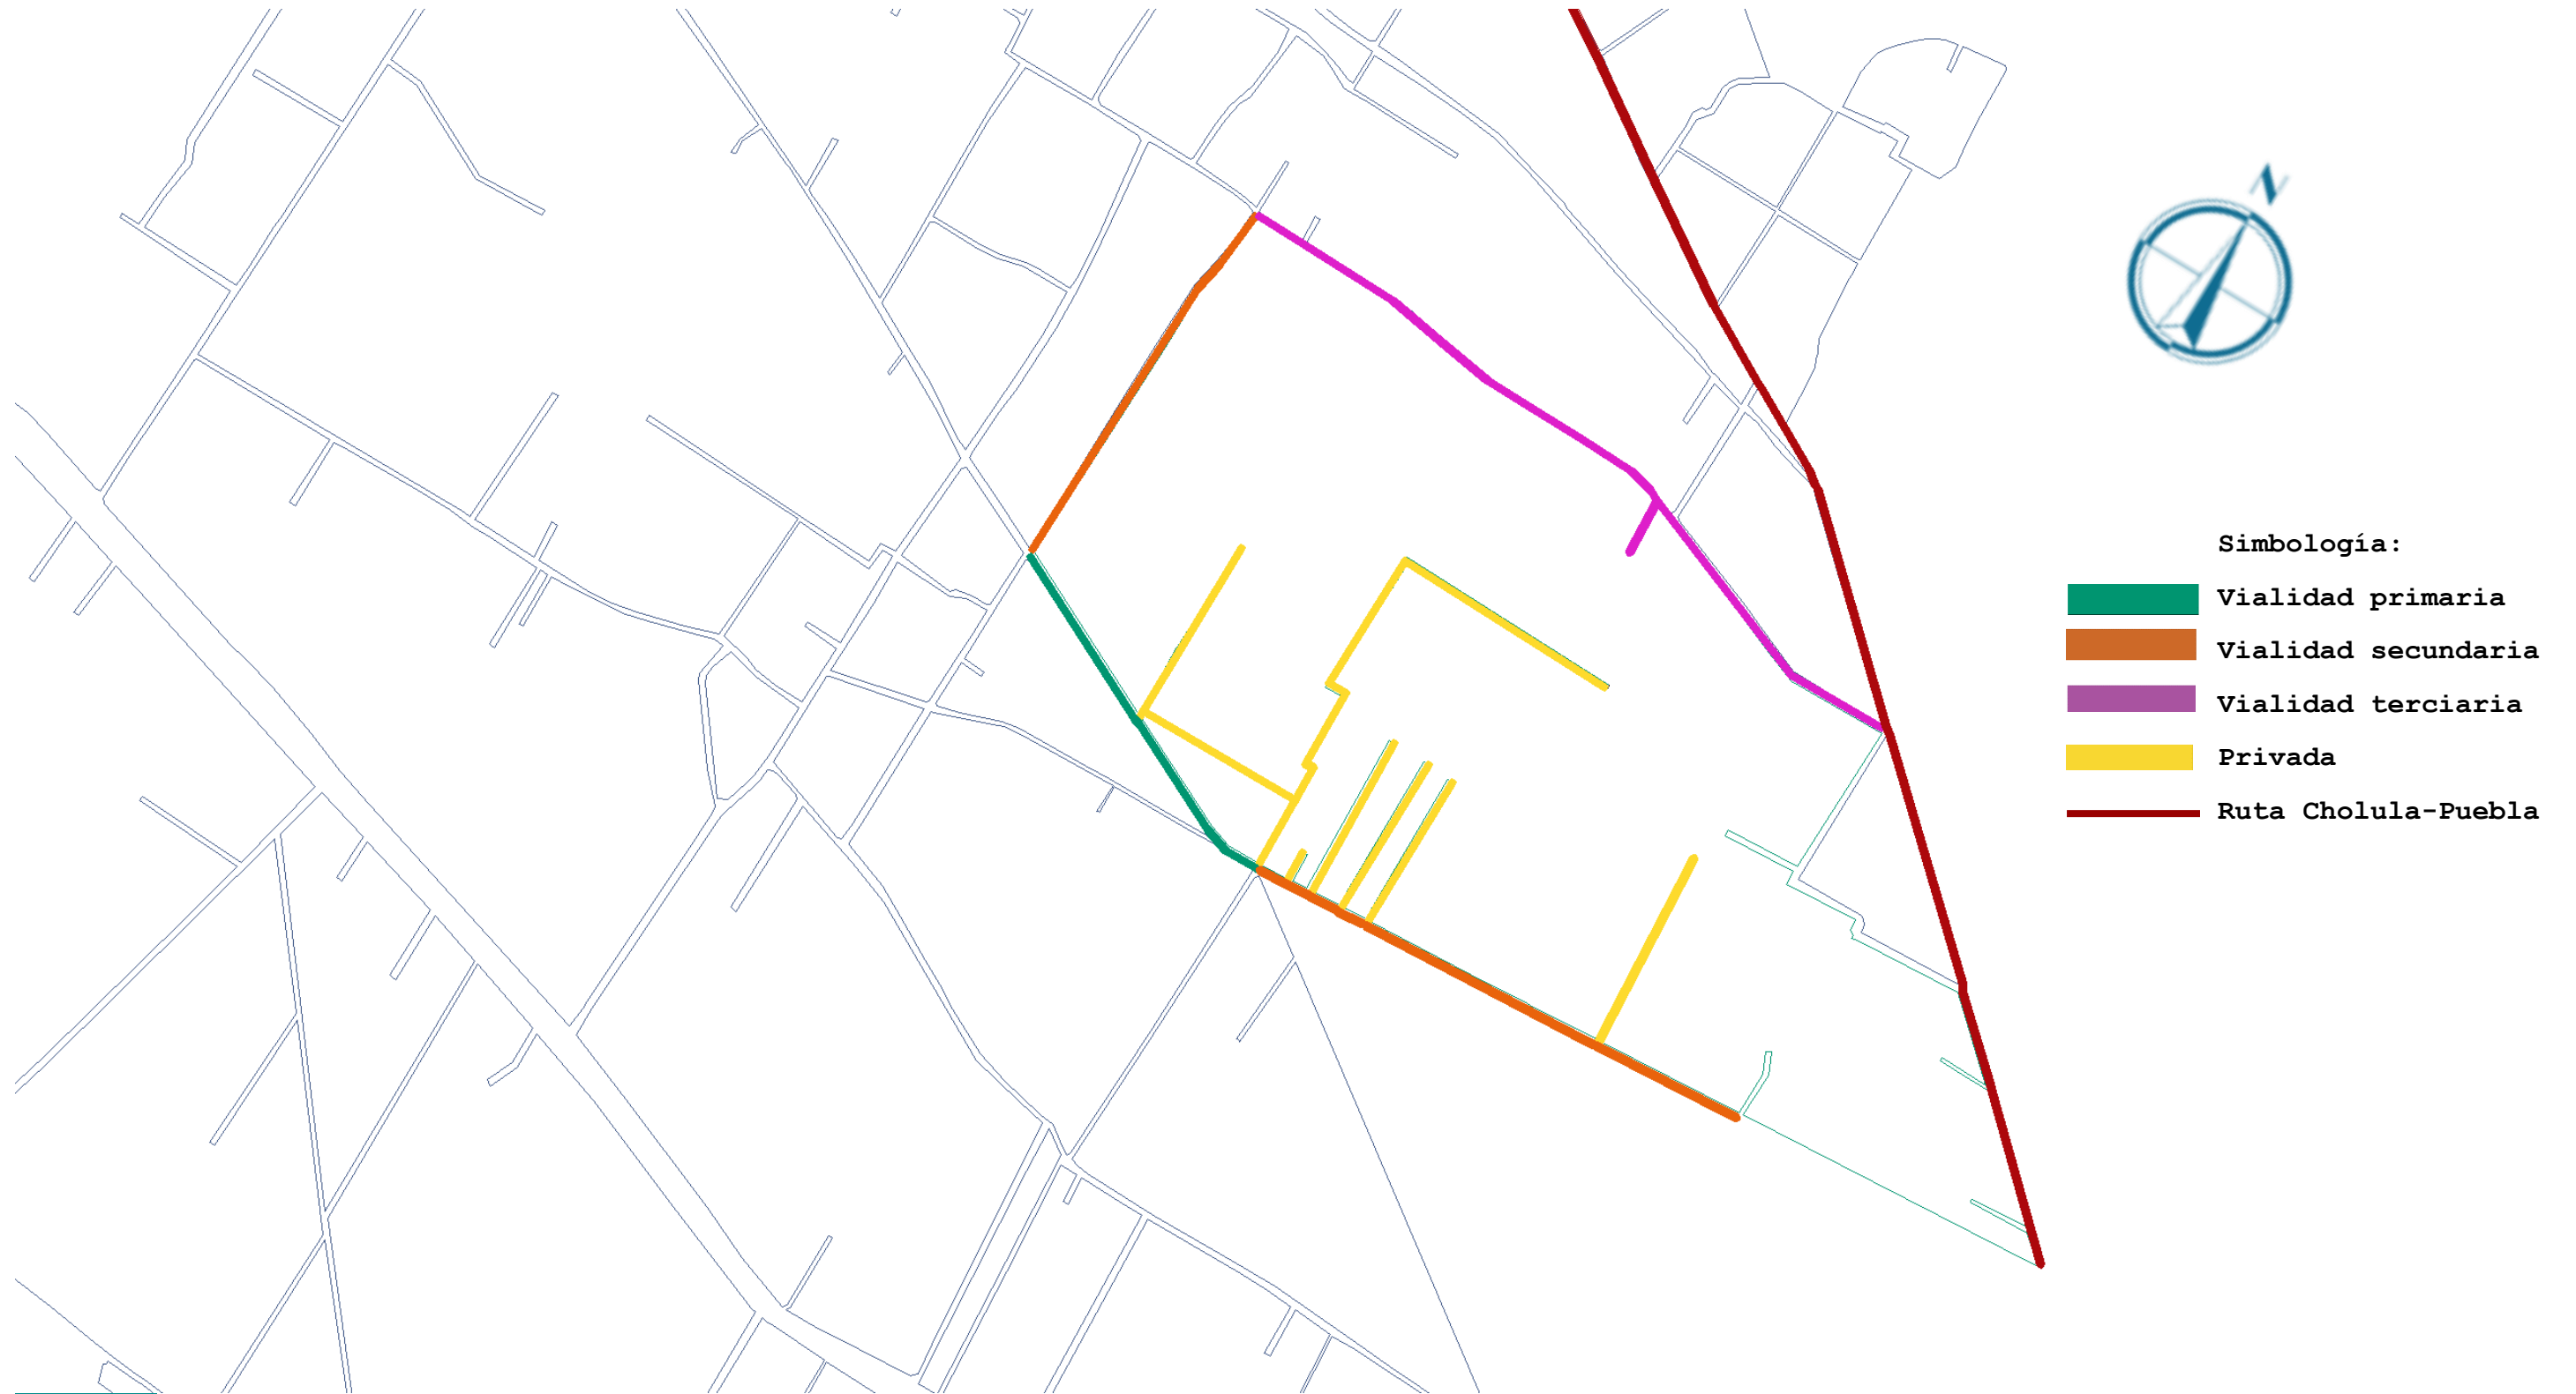 N
Simbología:
Vialidad primaria
Vialidad secundaria
Vialidad terciaria
Privada
Ruta Cholula-Puebla